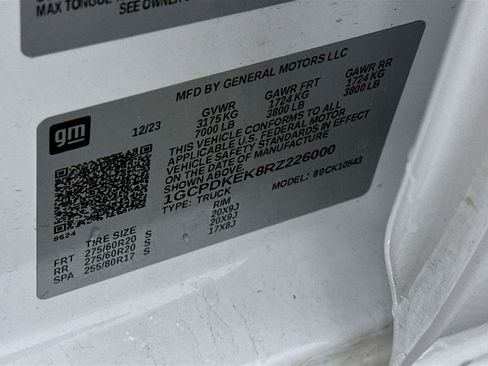 MAX TONGUE
SEE OWNER'S
MFD BY GENERAL MOTORS LLC
gm
12/23
GVWR GAWR FRT GAWR RR
3175 KG 1724 KG 1724 KG
7000 LB 3800 LB 3800 LB
THIS VEHICLE CONFORMS TO ALL
APPLICABLE U.S. FEDERAL MOTOR
VEHICLE SAFETY STANDARDS IN EFFECT
ON THE DATE OF MANUFACTURE
1GCPDKEK8RZ226000
TYPE: TRUCK MODEL: 80CK10543
8624
TIRE SIZE RIM
FRT 275/60R20 S 20X9J
RR 275/60R20 S 20X9J
SPA 255/80R17 S 17X8J